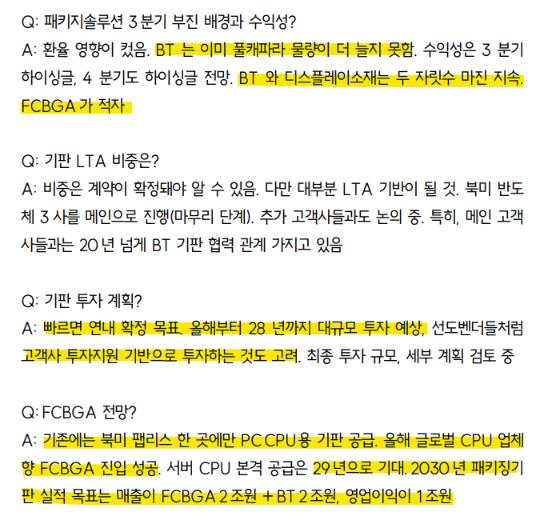 Q: 패키지솔루션 3분기 부진 배경과 수익성?
A: 환율 영향이 컸음. BT 는 이미 풀캐파라 물량이 더 늘지 못함. 수익성은 3 분기
하이싱글, 4 분기도 하이싱글 전망. BT 와 디스플레이소재는 두 자릿수 마진 지속.
FCBGA 가 적자
Q: 기판 LTA 비중은?
A: 비중은 계약이 확정돼야 알 수 있음. 다만 대부분 LTA 기반이 될 것. 북미 반도
체 3 사를 메인으로 진행(마무리 단계). 추가 고객사들과도 논의 중. 특히, 메인 고객
사들과는 20 년 넘게 BT 기판 협력 관계 가지고 있음
Q: 기판 투자 계획?
A: 빠르면 연내 확정 목표. 올해부터 28 년까지 대규모 투자 예상, 선도벤더들처럼
고객사 투자지원 기반으로 투자하는 것도 고려. 최종 투자 규모, 세부 계획 검토 중
Q: FCBGA 전망?
A: 기존에는 북미 팹리스 한 곳에만 PC CPU 용 기판 공급. 올해 글로벌 CPU 업체
향 FCBGA 진입 성공. 서버 CPU 본격 공급은 29 년으로 기대. 2030 년 패키징기
판 실적 목표는 매출이 FCBGA 2 조원 + BT 2 조원, 영업이익이 1 조원